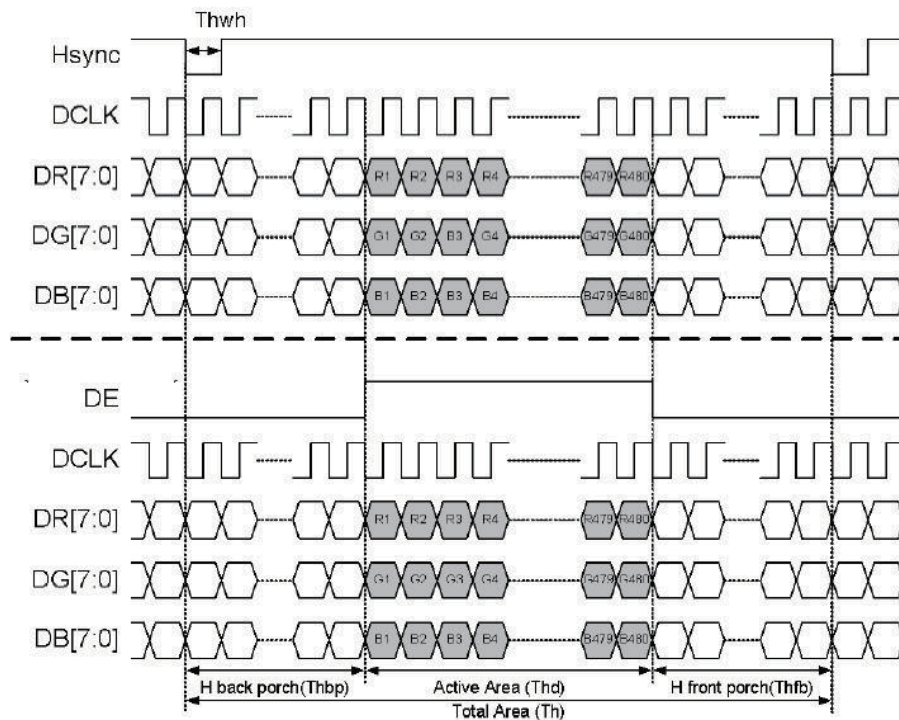 Thwh
Hsync
DCLK
DR[7:0] R1 R2 R3 R4 R479 R480
DG[7:0] G1 G2 B3 G4 G479 G480
DB[7:0] B1 B2 B3 B4 B479 B480
DE
DCLK
DR[7:0] R1 R2 R3 R4 R479 R480
DG[7:0] G1 G2 G3 G4 G479 G480
DB[7:0] B1 B2 B3 B4 B479 B480
H back porch(Thbp) Active Area (Thd) H front porch(Thfb)
Total Area (Th)